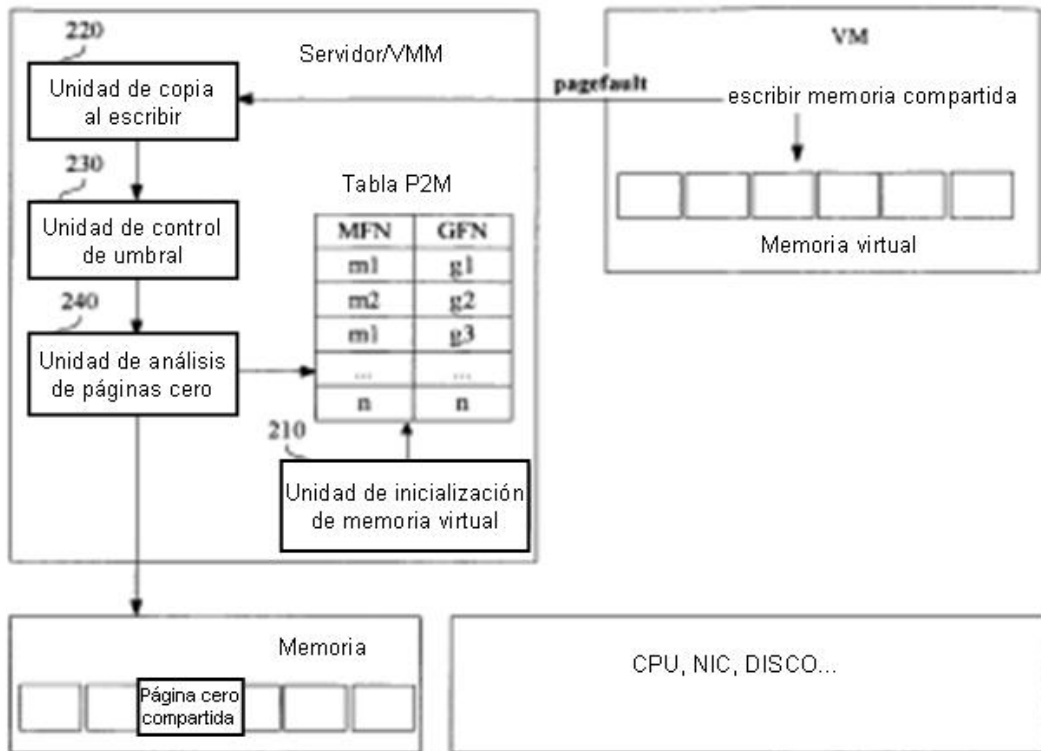 220
Servidor/VMM
Unidad de copia
al escribir
pagefault
VM
escribir memoria compartida
Memoria virtual
230
Unidad de control
de umbral
Tabla P2M
MFN GFN
m1 g1
m2 g2
m1 g3
... ...
n n
240
Unidad de análisis
de páginas cero
210
Unidad de inicialización
de memoria virtual
Memoria
Página cero
compartida
CPU, NIC, DISCO...